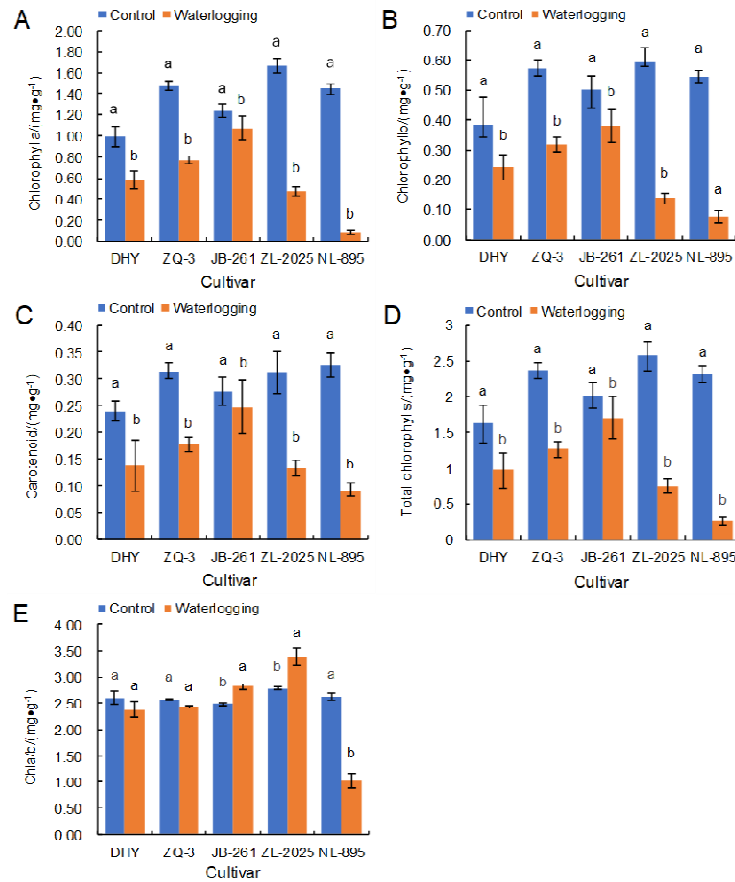 A
Control Waterlogging
Chlorophyll a/(mg•g-1)
1.80
1.60
1.40
1.20
1.00
0.80
0.60
0.40
0.20
0.00
a b a b a b a b a b
DHY ZQ-3 JB-261 ZL-2025 NL-895
Cultivar
B
Control Waterlogging
Chlorophyllb/(mg•g-1)
0.70
0.60
0.50
0.40
0.30
0.20
0.10
0.00
a b a b a b a b a a
DHY ZQ-3 JB-261 ZL-2025 NL-895
Cultivar
C
Control Waterlogging
Carotenoid/(mg•g-1)
0.40
0.35
0.30
0.25
0.20
0.15
0.10
0.05
0.00
a b a b a b a b a b
DHY ZQ-3 JB-261 ZL-2025 NL-895
Cultivar
D
Control Waterlogging
Total chlorophyll s/(mg•g-1)
3
2.5
2
1.5
1
0.5
0
a b a b a b a b a b
DHY ZQ-3 JB-261 ZL-2025 NL-895
Cultivar
E
Control Waterlogging
Chla/b/(mg•g-1)
4.00
3.50
3.00
2.50
2.00
1.50
1.00
0.50
0.00
a a a a b a b a a b
DHY ZQ-3 JB-261 ZL-2025 NL-895
Cultivar